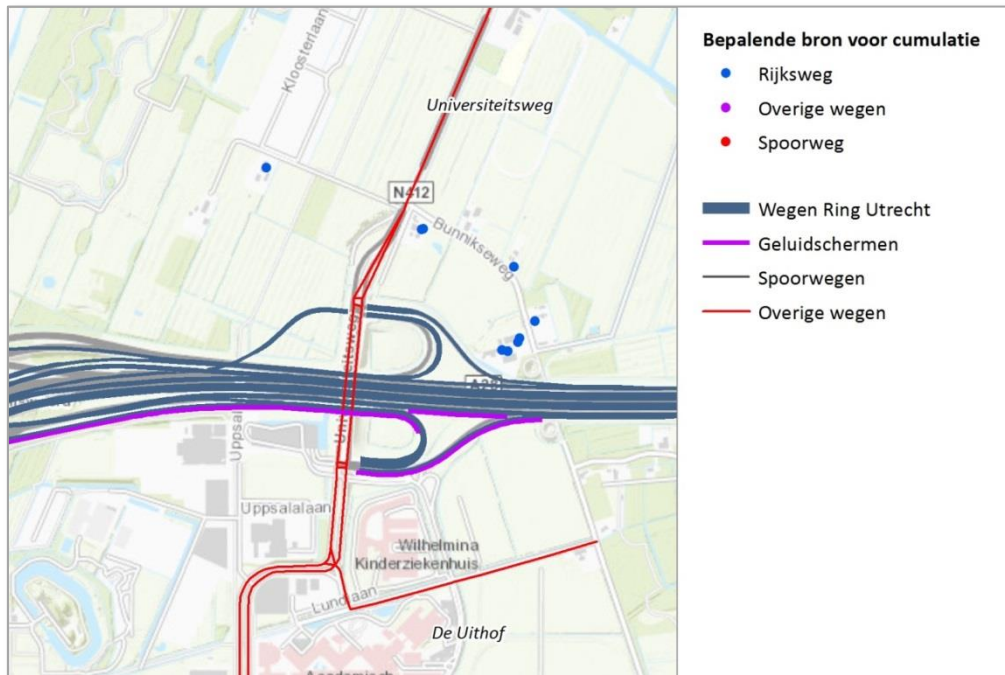 Kloosterlaan
Universiteitsweg
N412
Bunnikseweg
Universiteitsweg
A28
Uppsalalaan
Wilhelmina
Kinderziekenhuis
Lundlaan
De Uithof
Bepalende bron voor cumulatie
Rijksweg
Overige wegen
Spoorweg
Wegen Ring Utrecht
Geluidschermen
Spoorwegen
Overige wegen